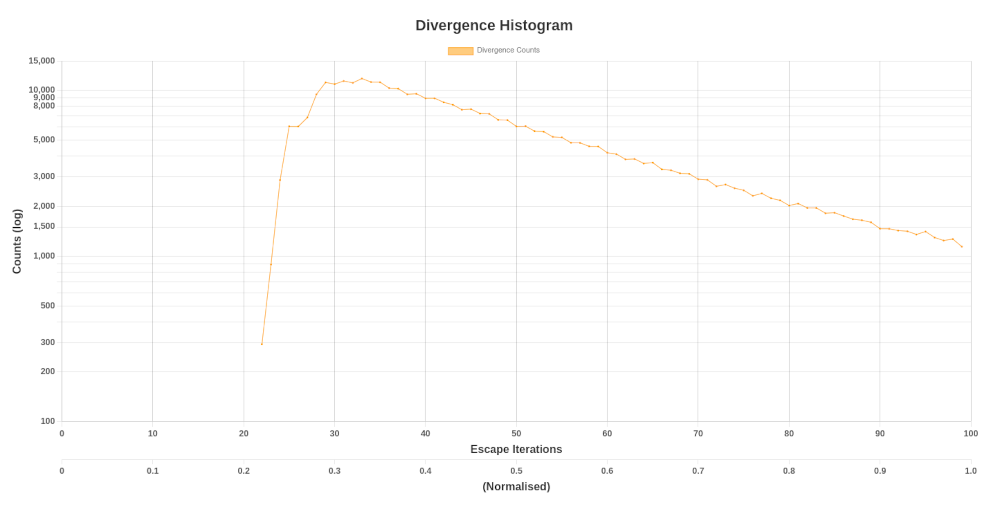 Divergence Histogram
Divergence Counts
15,000
10,000
9,000
8,000
5,000
3,000
2,000
1,500
1,000
500
300
200
100
Counts (log)
0 10 20 30 40 50 60 70 80 90 100
Escape Iterations
0 0.1 0.2 0.3 0.4 0.5 0.6 0.7 0.8 0.9 1.0
(Normalised)